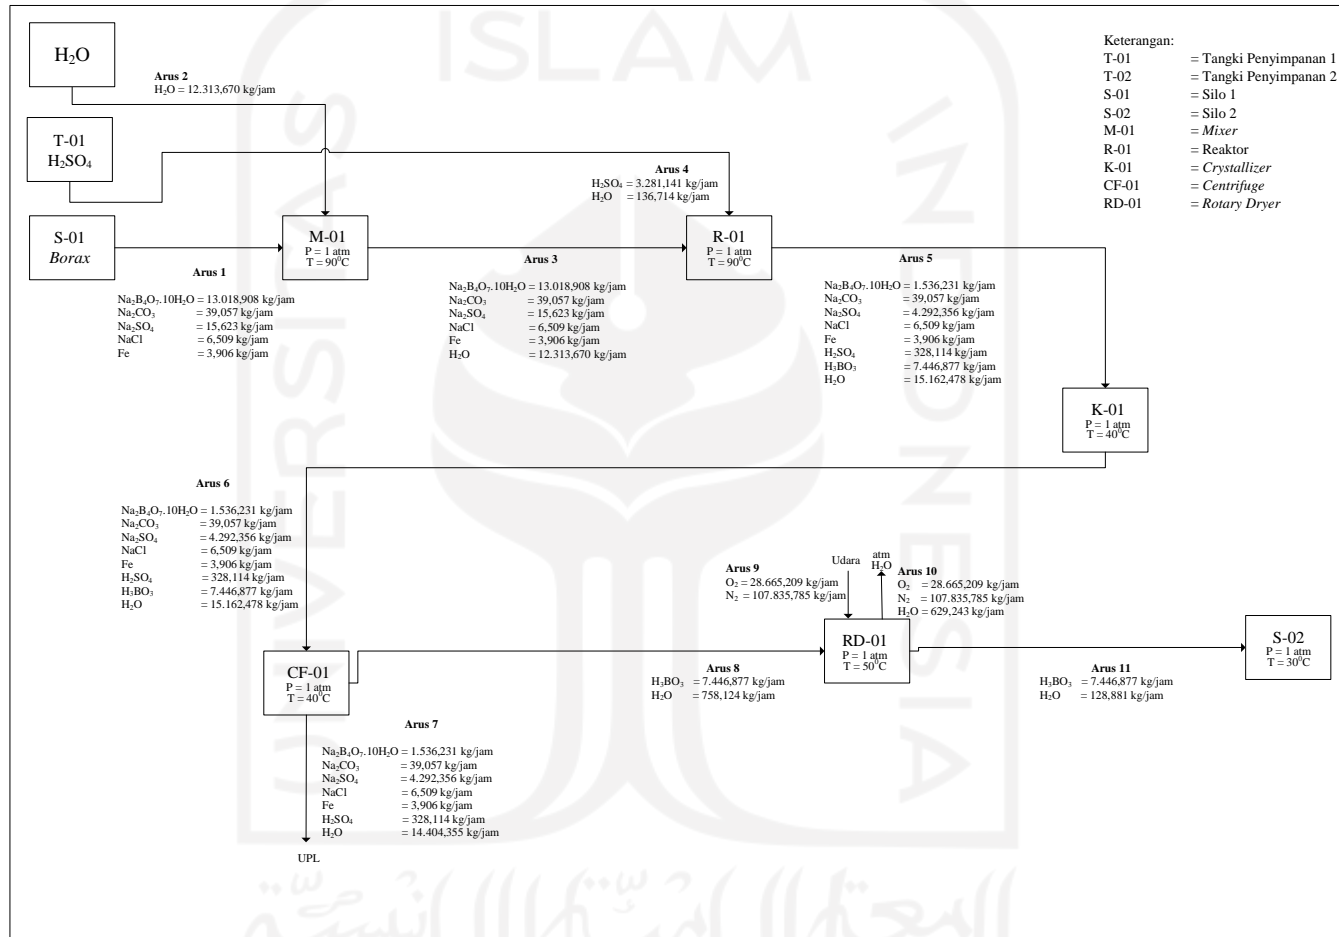 H₂O
Arus 2
H₂O = 12.313,670 kg/jam
T-01
H₂SO₄
S-01
Borax
Arus 1
Na₂B₄O₇.10H₂O = 13.018,908 kg/jam
Na₂CO₃ = 39,057 kg/jam
Na₂SO₄ = 15,623 kg/jam
NaCl = 6,509 kg/jam
Fe = 3,906 kg/jam
M-01
P = 1 atm
T = 90⁰C
Arus 3
Na₂B₄O₇.10H₂O = 13.018,908 kg/jam
Na₂CO₃ = 39,057 kg/jam
Na₂SO₄ = 15,623 kg/jam
NaCl = 6,509 kg/jam
Fe = 3,906 kg/jam
H₂O = 12.313,670 kg/jam
Arus 4
H₂SO₄ = 3.281,141 kg/jam
H₂O = 136,714 kg/jam
R-01
P = 1 atm
T = 90⁰C
Arus 5
Na₂B₄O₇.10H₂O = 1.536,231 kg/jam
Na₂CO₃ = 39,057 kg/jam
Na₂SO₄ = 4.292,356 kg/jam
NaCl = 6,509 kg/jam
Fe = 3,906 kg/jam
H₂SO₄ = 328,114 kg/jam
H₃BO₃ = 7.446,877 kg/jam
H₂O = 15.162,478 kg/jam
Keterangan:
T-01 = Tangki Penyimpanan 1
T-02 = Tangki Penyimpanan 2
S-01 = Silo 1
S-02 = Silo 2
M-01 = Mixer
R-01 = Reaktor
K-01 = Crystallizer
CF-01 = Centrifuge
RD-01 = Rotary Dryer
K-01
P = 1 atm
T = 40⁰C
Arus 6
Na₂B₄O₇.10H₂O = 1.536,231 kg/jam
Na₂CO₃ = 39,057 kg/jam
Na₂SO₄ = 4.292,356 kg/jam
NaCl = 6,509 kg/jam
Fe = 3,906 kg/jam
H₂SO₄ = 328,114 kg/jam
H₃BO₃ = 7.446,877 kg/jam
H₂O = 15.162,478 kg/jam
CF-01
P = 1 atm
T = 40⁰C
Arus 7
Na₂B₄O₇.10H₂O = 1.536,231 kg/jam
Na₂CO₃ = 39,057 kg/jam
Na₂SO₄ = 4.292,356 kg/jam
NaCl = 6,509 kg/jam
Fe = 3,906 kg/jam
H₂SO₄ = 328,114 kg/jam
H₂O = 14.404,355 kg/jam
UPL
Arus 8
H₃BO₃ = 7.446,877 kg/jam
H₂O = 758,124 kg/jam
Arus 9
O₂ = 28.665,209 kg/jam
N₂ = 107.835,785 kg/jam
Udara
atm
H₂O
Arus 10
O₂ = 28.665,209 kg/jam
N₂ = 107.835,785 kg/jam
H₂O = 629,243 kg/jam
RD-01
P = 1 atm
T = 50⁰C
Arus 11
H₃BO₃ = 7.446,877 kg/jam
H₂O = 128,881 kg/jam
S-02
P = 1 atm
T = 30⁰C
UNIVERSITAS
ISLAM
INDONESIA